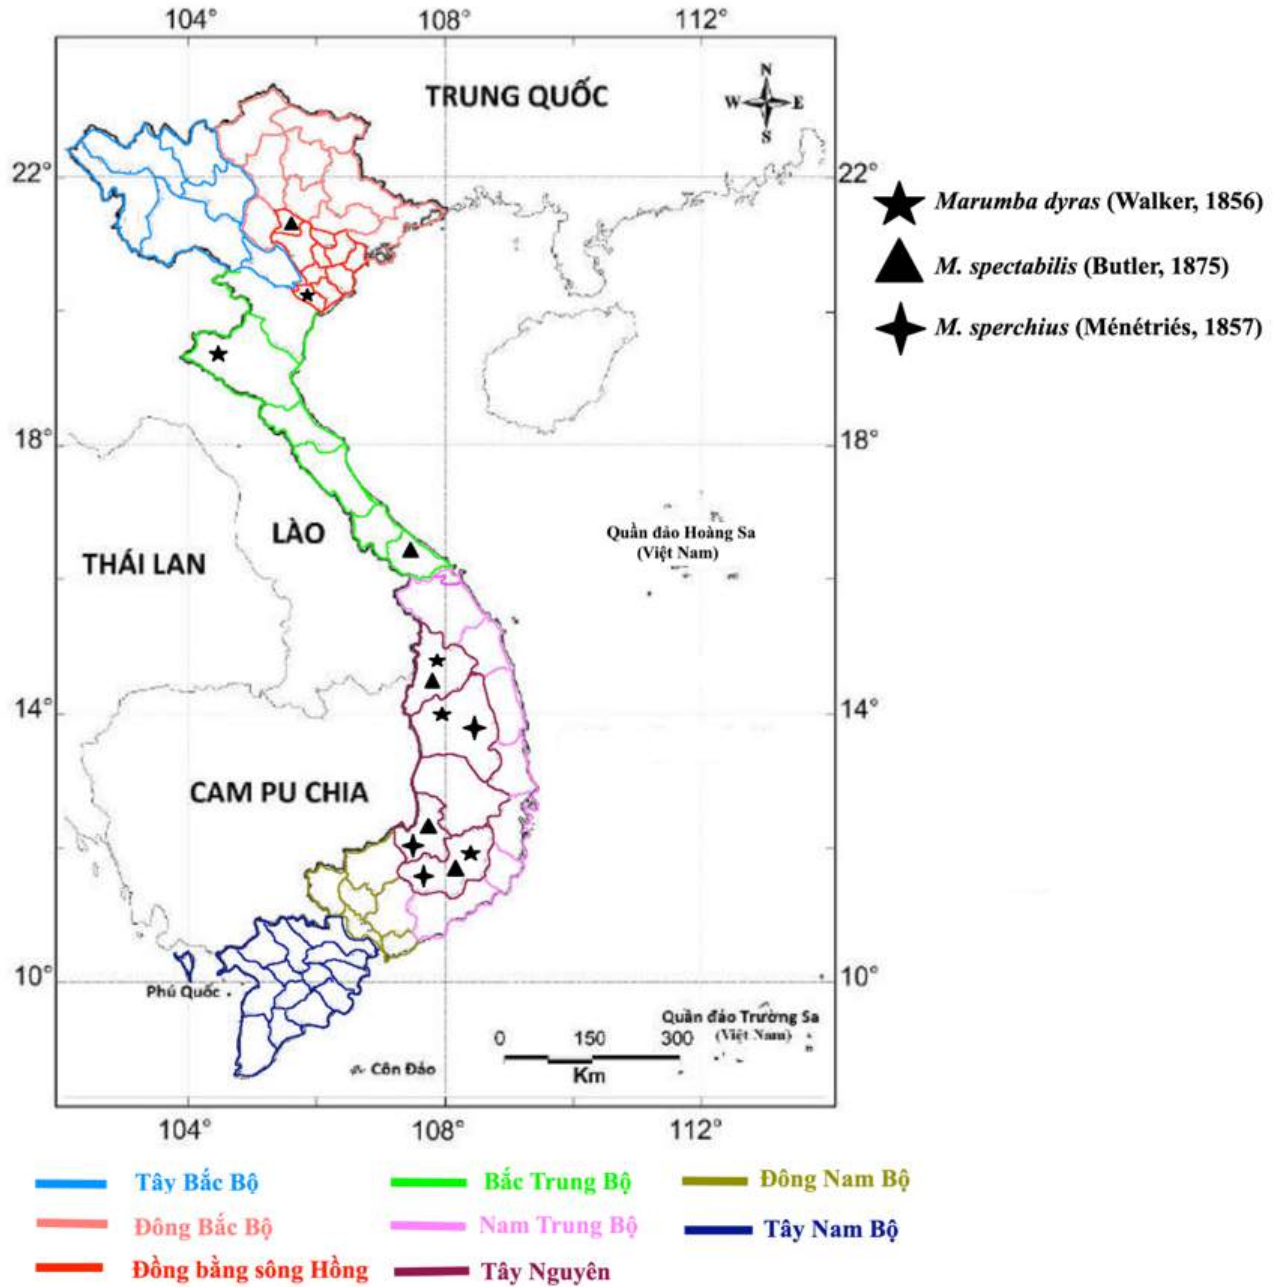 104° 108° 112°
TRUNG QUỐC
N
W E
S
22° 22°
Marumba dyras (Walker, 1856)
M. spectabilis (Butler, 1875)
M. sperchius (Ménétriés, 1857)
18° 18°
LÀO
THÁI LAN
Quần đảo Hoàng Sa
(Việt Nam)
14° 14°
CAM PU CHIA
10° 10°
Phú Quốc
Quần đảo Trường Sa
(Việt Nam)
0 150 300
Km
Côn Đảo
104° 108° 112°
Tây Bắc Bộ
Bắc Trung Bộ
Đông Nam Bộ
Đông Bắc Bộ
Nam Trung Bộ
Tây Nam Bộ
Đồng bằng sông Hồng
Tây Nguyên